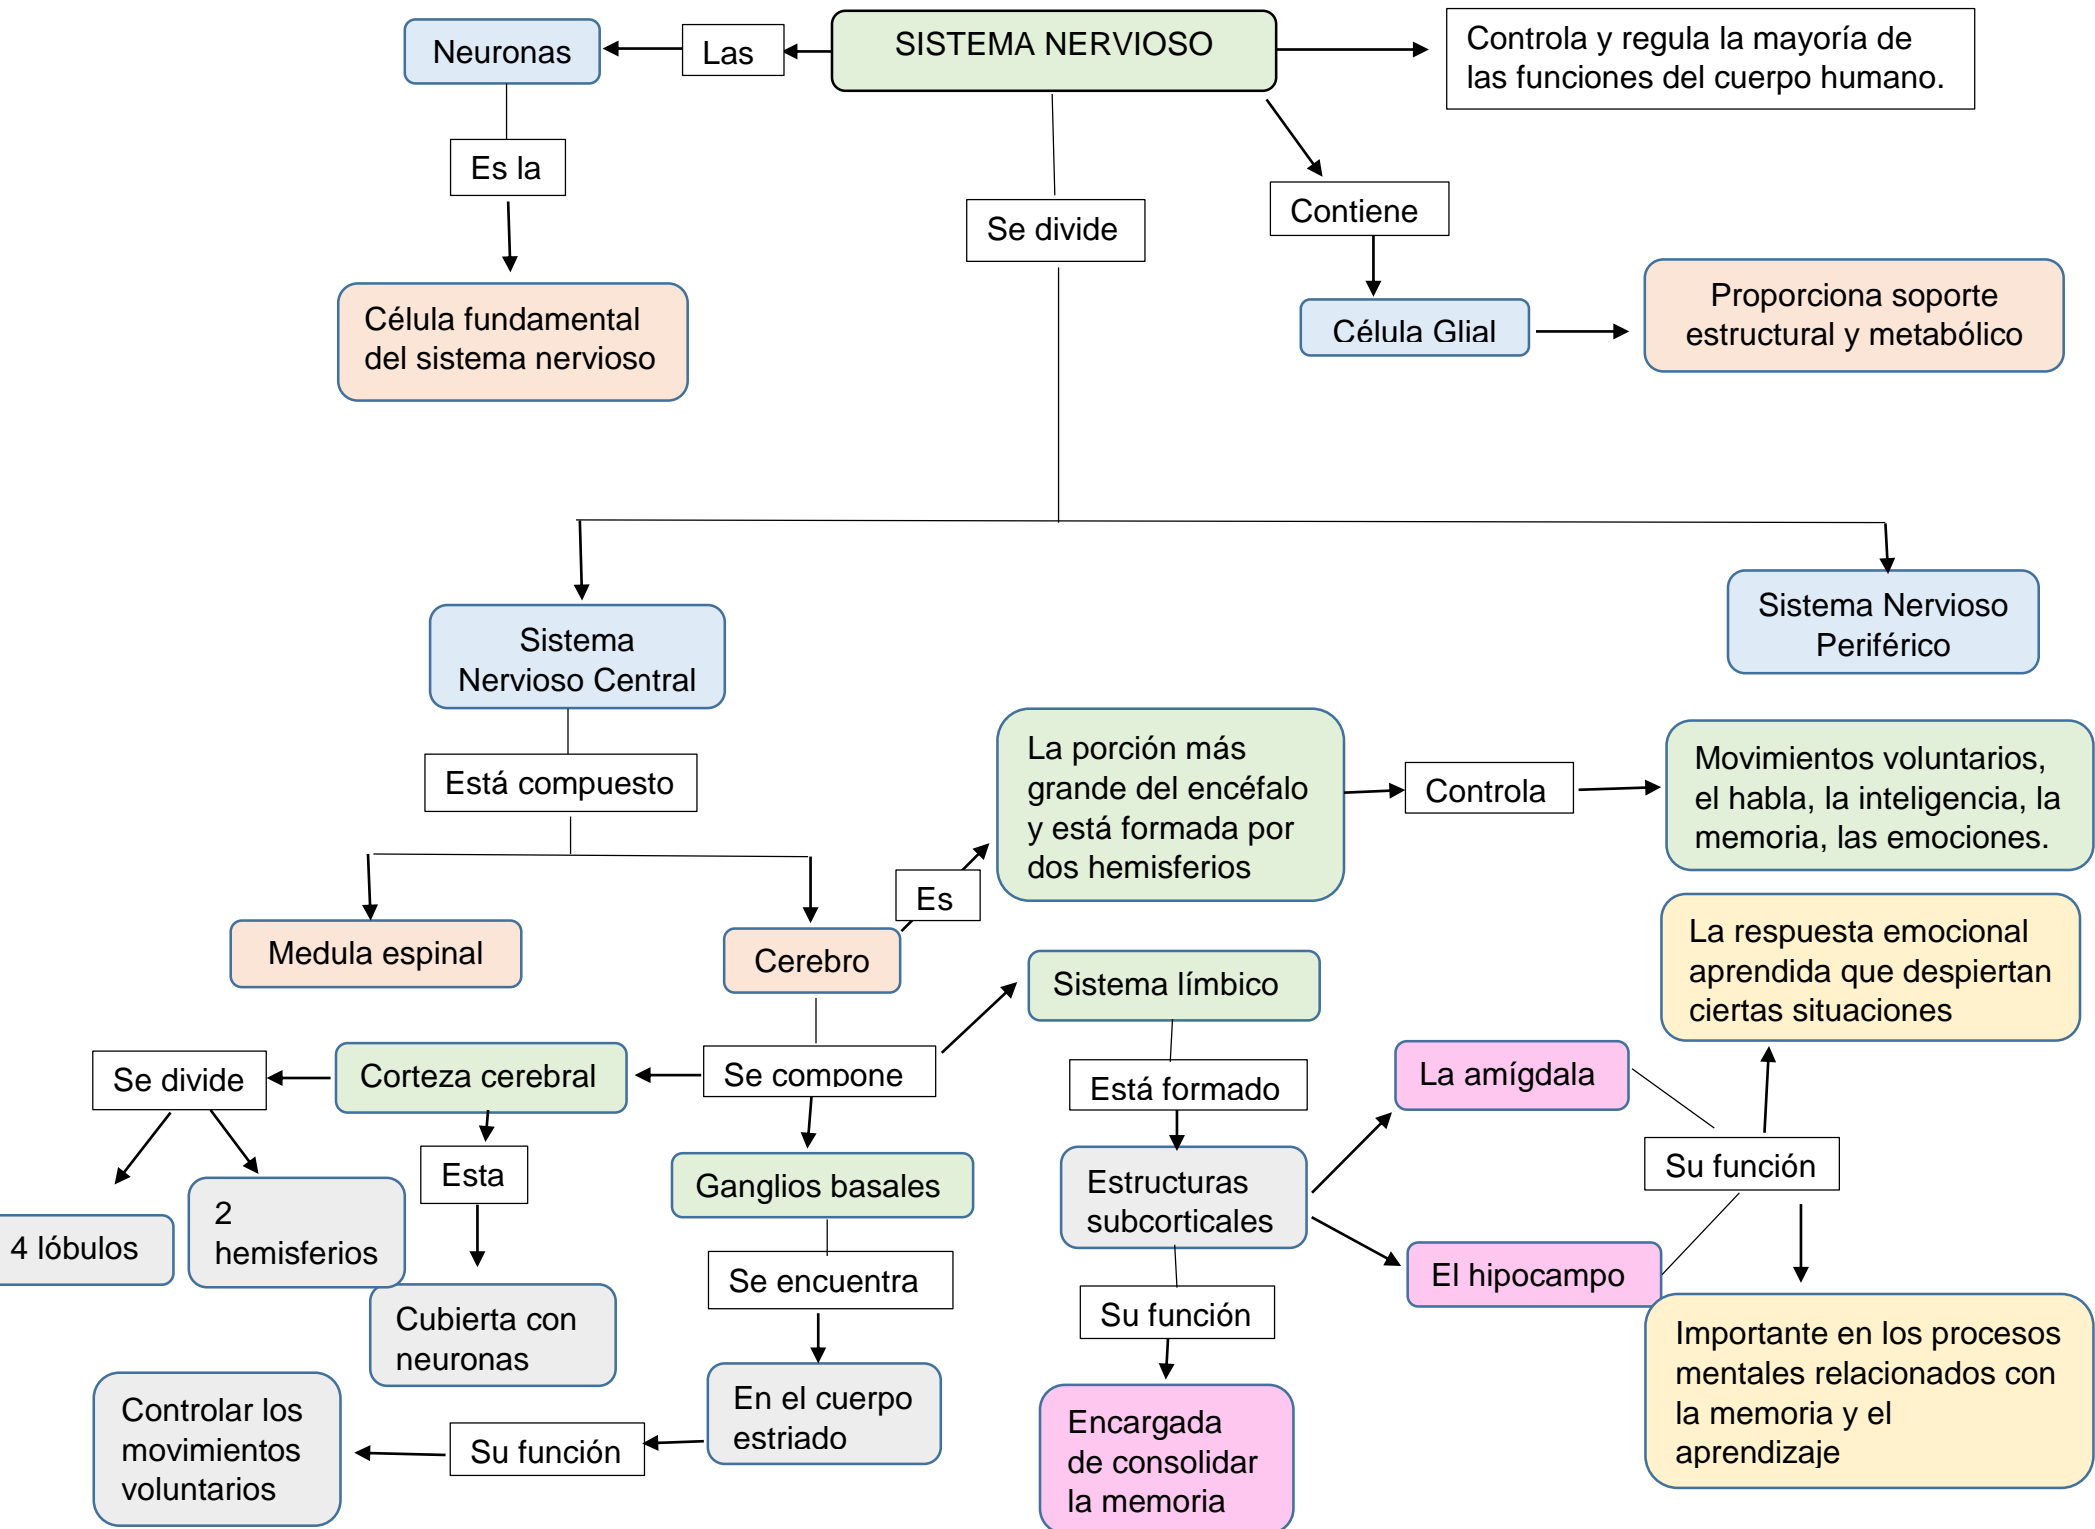 SISTEMA NERVIOSO
Las
Neuronas
Es la
Célula fundamental
del sistema nervioso
Controla y regula la mayoría de
las funciones del cuerpo humano.
Contiene
Célula Glial
Proporciona soporte
estructural y metabólico
Se divide
Sistema
Nervioso Central
Sistema Nervioso
Periférico
Está compuesto
Medula espinal
Cerebro
Es
La porción más
grande del encéfalo
y está formada por
dos hemisferios
Controla
Movimientos voluntarios,
el habla, la inteligencia, la
memoria, las emociones.
Se compone
Corteza cerebral
Se divide
4 lóbulos
2
hemisferios
Esta
Cubierta con
neuronas
Ganglios basales
Se encuentra
En el cuerpo
estriado
Su función
Controlar los
movimientos
voluntarios
Sistema límbico
Está formado
Estructuras
subcorticales
Su función
Encargada
de consolidar
la memoria
La amígdala
El hipocampo
Su función
La respuesta emocional
aprendida que despiertan
ciertas situaciones
Importante en los procesos
mentales relacionados con
la memoria y el
aprendizaje